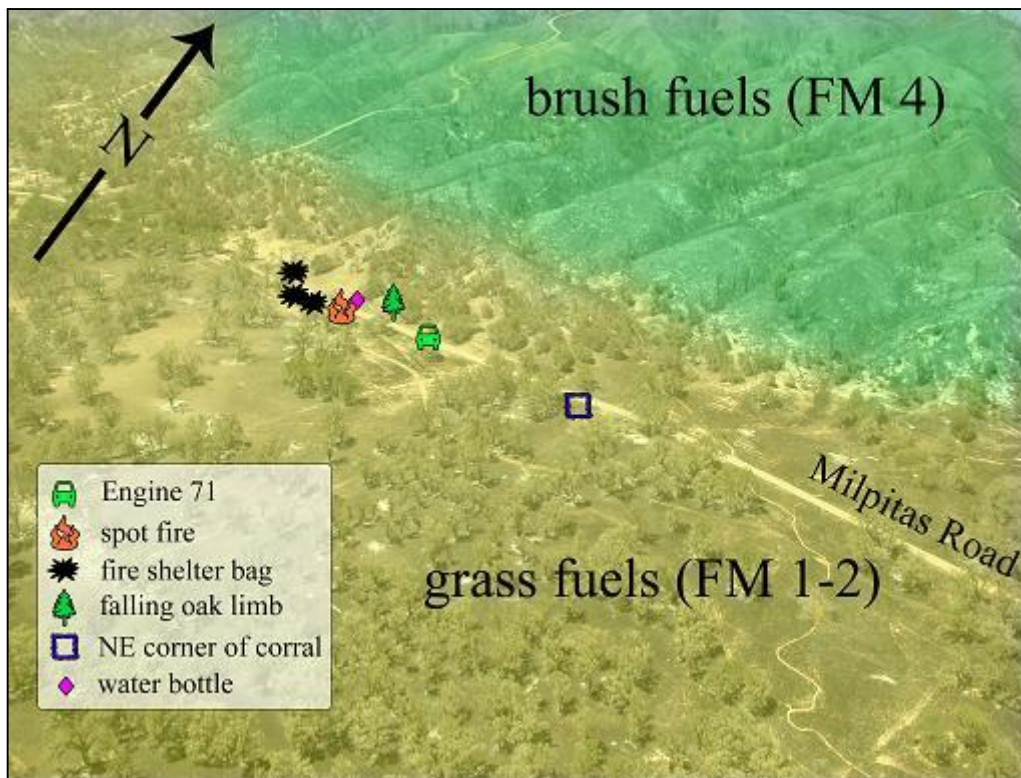 N
brush fuels (FM 4)
Milpitas Road
grass fuels (FM 1-2)
Engine 71
spot fire
fire shelter bag
falling oak limb
NE corner of corral
water bottle